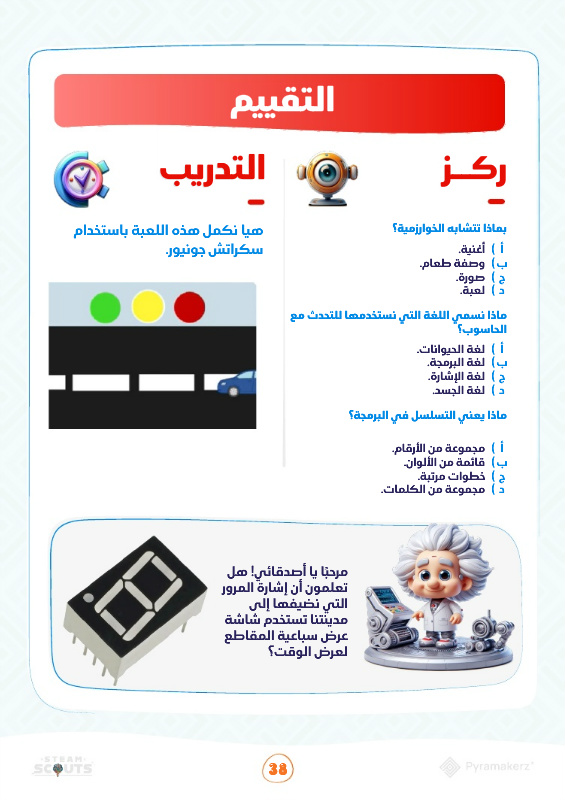 التقييم
ركـز
بماذا تتشابه الخوارزمية؟
أ ) أغنية.
ب) وصفة طعام.
ج ) صورة.
د ) لعبة.
ماذا نسمي اللغة التي نستخدمها للتحدث مع
الحاسوب؟
أ ) لغة الحيوانات.
ب) لغة البرمجة.
ج ) لغة الإشارة.
د ) لغة الجسد.
ماذا يعني التسلسل في البرمجة؟
أ ) مجموعة من الأرقام.
ب) قائمة من الألوان.
ج ) خطوات مرتبة.
د ) مجموعة من الكلمات.
التدريب
هيا نكمل هذه اللعبة باستخدام
سكراتش جونيور.
مرحبًا يا أصدقائي! هل
تعلمون أن إشارة المرور
التي نضيفها إلى
مدينتنا تستخدم شاشة
عرض سباعية المقاطع
لعرض الوقت؟
STEAM
SCOUTS
38
Pyramakerz